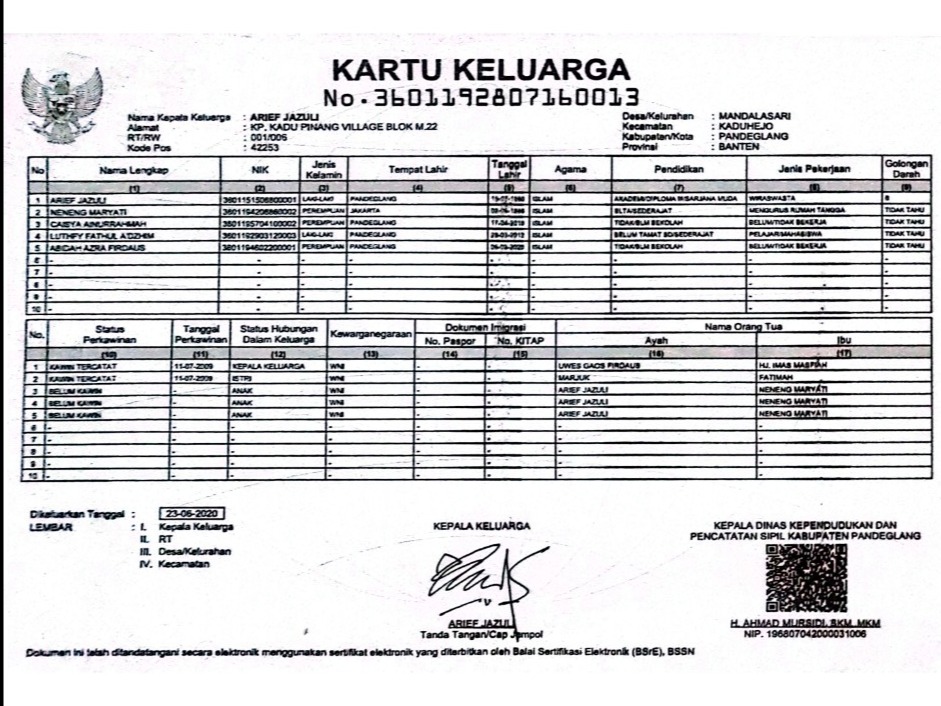 KARTU KELUARGA
No. 3601192807160013
Nama Kepala Keluarga : ARIEF JAZULI
Alamat : KP. KADU PINANG VILLAGE BLOK M.22
RT/RW : 001/006
Kode Pos : 42253
Desa/Kelurahan : MANDALASARI
Kecamatan : KADUHEJO
Kabupaten/Kota : PANDEGLANG
Provinsi : BANTEN
No Nama Lengkap NIK Jenis Kelamin Tempat Lahir Tanggal Lahir Agama Pendidikan Jenis Pekerjaan Golongan Darah
(1) (2) (3) (4) (5) (6) (7) (8) (9)
1 ARIEF JAZULI 3601151506800001 LAKI-LAKI PANDEGLANG ISLAM AKADEMI/DIPLOMA III/SARJANA MUDA WIRASWASTA
2 NENENG MARYATI PEREMPUAN JAKARTA ISLAM SLTA/SEDERAJAT MENGURUS RUMAH TANGGA TIDAK TAHU
3 CAISYA AINURRAHMAH 3601195704100002 PEREMPUAN PANDEGLANG ISLAM TIDAK/BLM SEKOLAH BELUM/TIDAK BEKERJA TIDAK TAHU
4 LUTHFY FATHUL ADZHIM 3601192903120003 LAKI-LAKI PANDEGLANG 29-03-2012 ISLAM BELUM TAMAT SD/SEDERAJAT PELAJAR/MAHASISWA TIDAK TAHU
5 ABIDAH AZRA FIRDAUS 3601194602200001 PEREMPUAN PANDEGLANG ISLAM TIDAK/BLM SEKOLAH BELUM/TIDAK BEKERJA TIDAK TAHU
6 - - - - - - - - -
7 - - - - - - - - -
8 - - - - - - - - -
9 - - - - - - - - -
10 - - - - - - - - -
No. Status Perkawinan Tanggal Perkawinan Status Hubungan Dalam Keluarga Kewarganegaraan Dokumen Imigrasi Nama Orang Tua
No. Paspor No. KITAP Ayah Ibu
(10) (11) (12) (13) (14) (15) (16) (17)
1 KAWIN TERCATAT 11-07-2009 KEPALA KELUARGA WNI - - UWES GAOS FIRDAUS HJ. IMAS MASPIAH
2 KAWIN TERCATAT 11-07-2009 ISTRI WNI - - MARJUK FATIMAH
3 BELUM KAWIN - ANAK WNI - - ARIEF JAZULI NENENG MARYATI
4 BELUM KAWIN - ANAK WNI - - ARIEF JAZULI NENENG MARYATI
5 BELUM KAWIN - ANAK WNI - - ARIEF JAZULI NENENG MARYATI
6 - - - - - - - -
7 - - - - - - - -
8 - - - - - - - -
9 - - - - - - - -
10 - - - - - - - -
Dikeluarkan Tanggal : 23-06-2020
LEMBAR : I. Kepala Keluarga
II. RT
III. Desa/Kelurahan
IV. Kecamatan
KEPALA KELUARGA
ARIEF JAZULI
Tanda Tangan/Cap Jempol
KEPALA DINAS KEPENDUDUKAN DAN
PENCATATAN SIPIL KABUPATEN PANDEGLANG
H. AHMAD MURSIDI, SKM, MKM
NIP. 196807042000031006
Dokumen ini telah ditandatangani secara elektronik menggunakan sertifikat elektronik yang diterbitkan oleh Balai Sertifikasi Elektronik (BSrE), BSSN